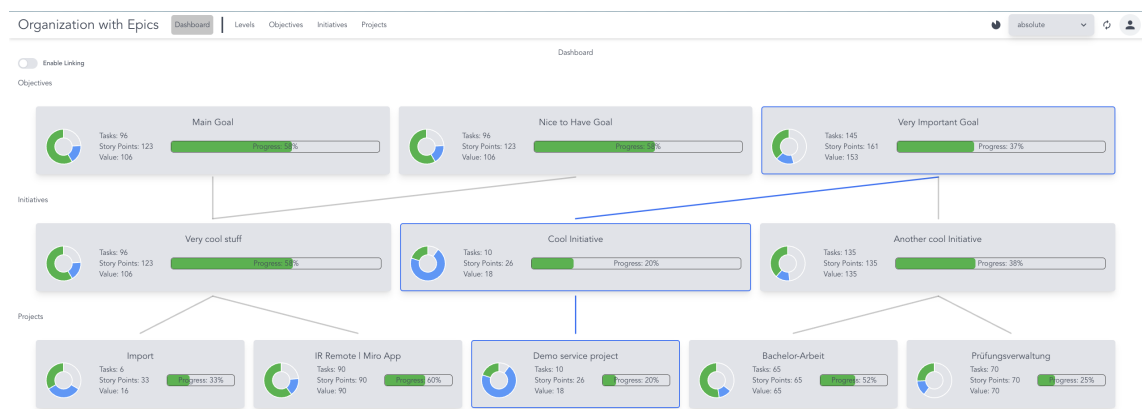 Organization with Epics Dashboard Levels Objectives Initiatives Projects absolute
Dashboard
Enable Linking
Objectives
Main Goal
Tasks: 96
Story Points: 123
Value: 106
Progress: 58%
Nice to Have Goal
Tasks: 96
Story Points: 123
Value: 106
Progress: 58%
Very Important Goal
Tasks: 145
Story Points: 161
Value: 153
Progress: 37%
Initiatives
Very cool stuff
Tasks: 96
Story Points: 123
Value: 106
Progress: 58%
Cool Initiative
Tasks: 10
Story Points: 26
Value: 18
Progress: 20%
Another cool Initiative
Tasks: 135
Story Points: 135
Value: 135
Progress: 38%
Projects
Import
Tasks: 6
Story Points: 33
Value: 16
Progress: 33%
IR Remote | Miro App
Tasks: 90
Story Points: 90
Value: 90
Progress: 60%
Demo service project
Tasks: 10
Story Points: 26
Value: 18
Progress: 20%
Bachelor-Arbeit
Tasks: 65
Story Points: 65
Value: 65
Progress: 52%
Prüfungsverwaltung
Tasks: 70
Story Points: 70
Value: 70
Progress: 25%